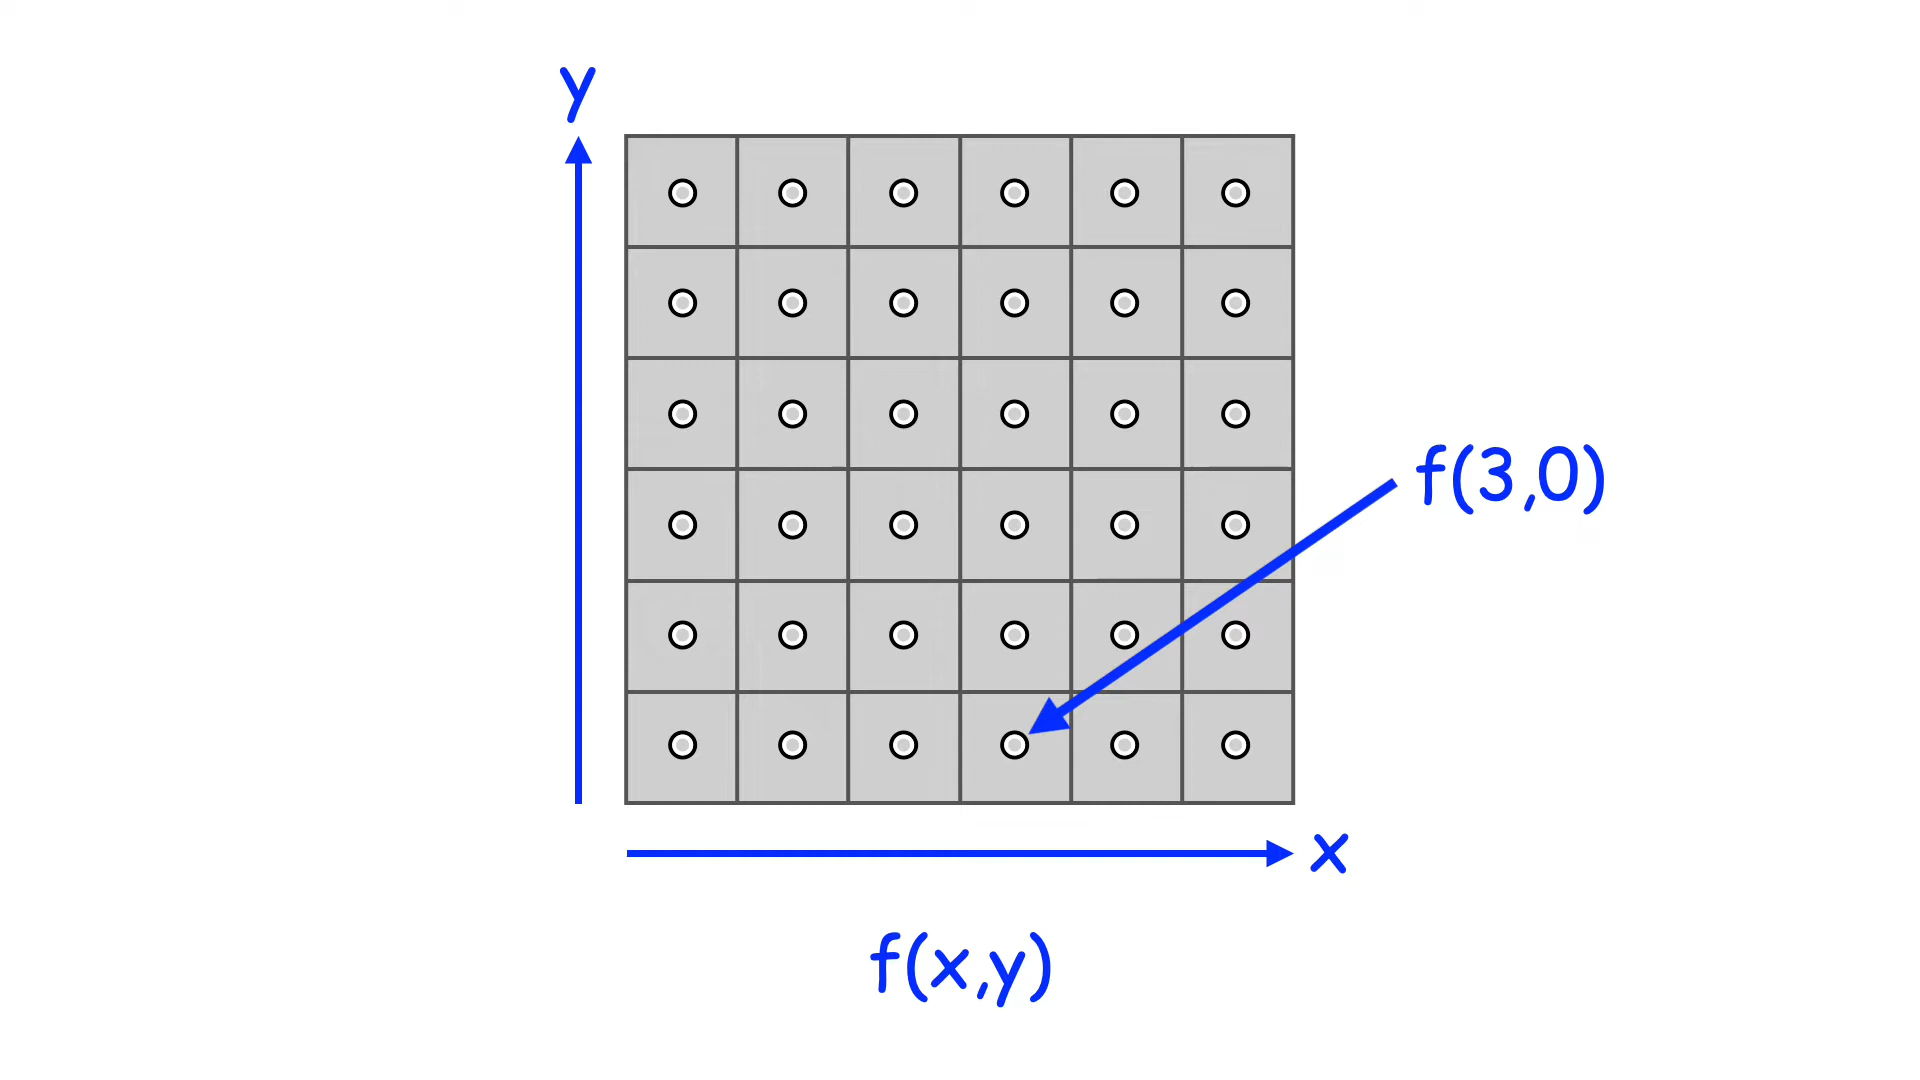 y
f(3,0)
x
f(x,y)